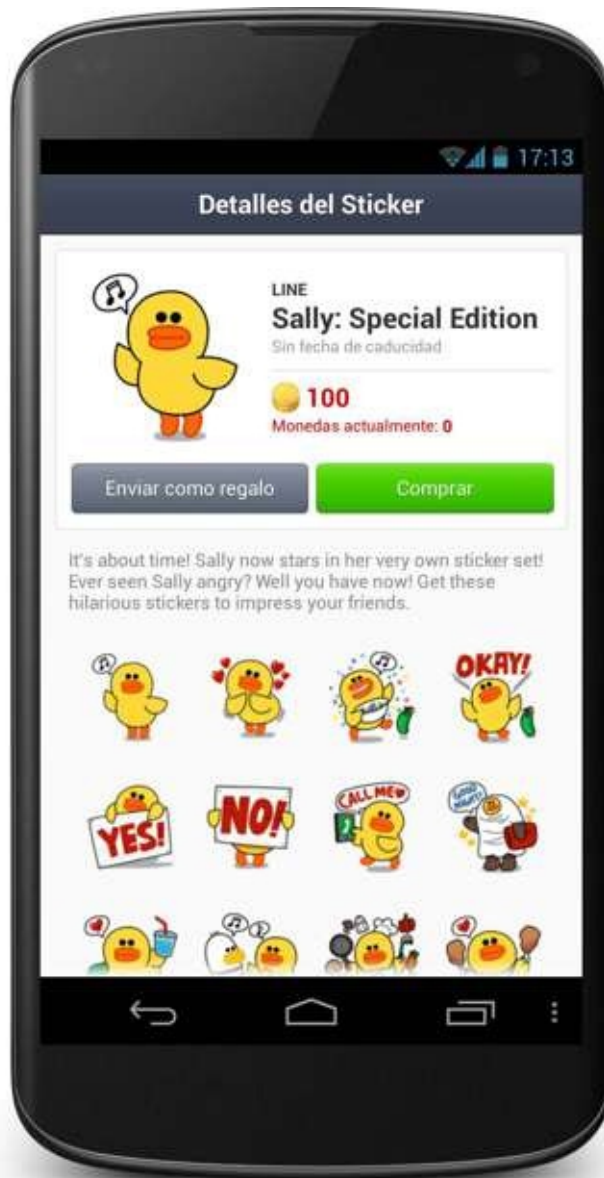 17:13
Detalles del Sticker
LINE
Sally: Special Edition
Sin fecha de caducidad
100
Monedas actualmente: 0
Enviar como regalo
Comprar
It's about time! Sally now stars in her very own sticker set!
Ever seen Sally angry? Well you have now! Get these
hilarious stickers to impress your friends.
OKAY!
YES!
NO!
CALL ME
GOOD
NIGHT!